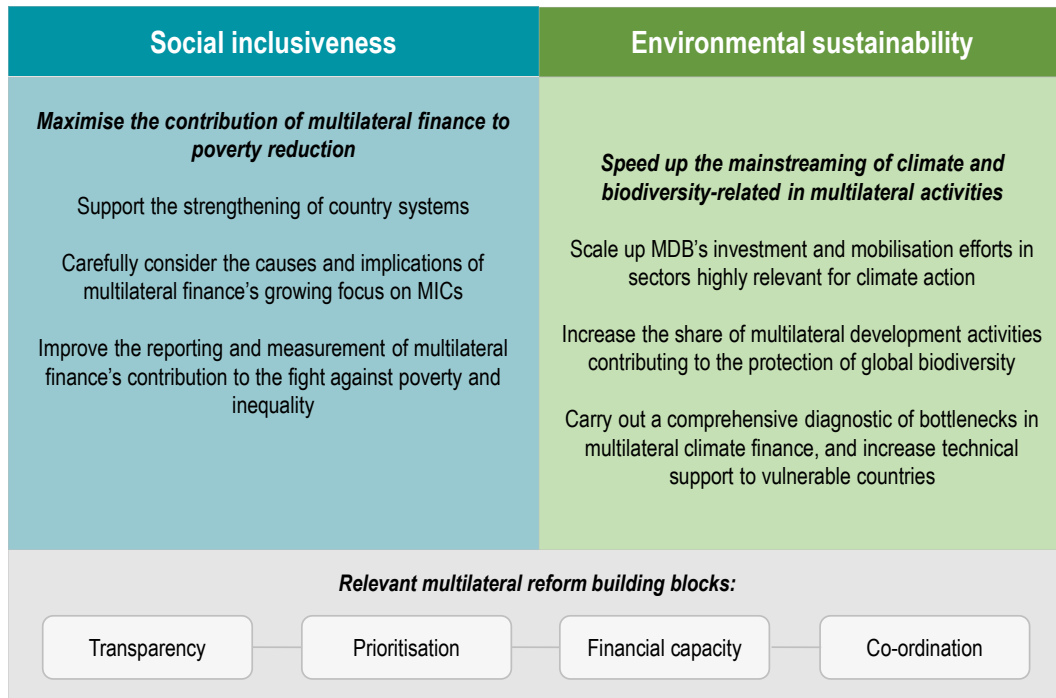 Social inclusiveness
Maximise the contribution of multilateral finance to
poverty reduction
Support the strengthening of country systems
Carefully consider the causes and implications of
multilateral finance's growing focus on MICs
Improve the reporting and measurement of multilateral
finance's contribution to the fight against poverty and
inequality
Environmental sustainability
Speed up the mainstreaming of climate and
biodiversity-related in multilateral activities
Scale up MDB's investment and mobilisation efforts in
sectors highly relevant for climate action
Increase the share of multilateral development activities
contributing to the protection of global biodiversity
Carry out a comprehensive diagnostic of bottlenecks in
multilateral climate finance, and increase technical
support to vulnerable countries
Relevant multilateral reform building blocks:
Transparency
Prioritisation
Financial capacity
Co-ordination